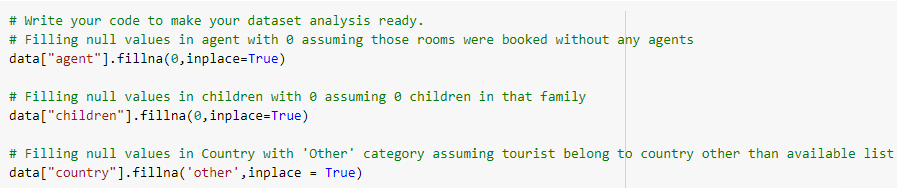 # Write your code to make your dataset analysis ready.
# Filling null values in agent with 0 assuming those rooms were booked without any agents
data["agent"].fillna(0,inplace=True)
# Filling null values in children with 0 assuming 0 children in that family
data["children"].fillna(0,inplace=True)
# Filling null values in Country with 'Other' category assuming tourist belong to country other than available list
data["country"].fillna('other',inplace = True)